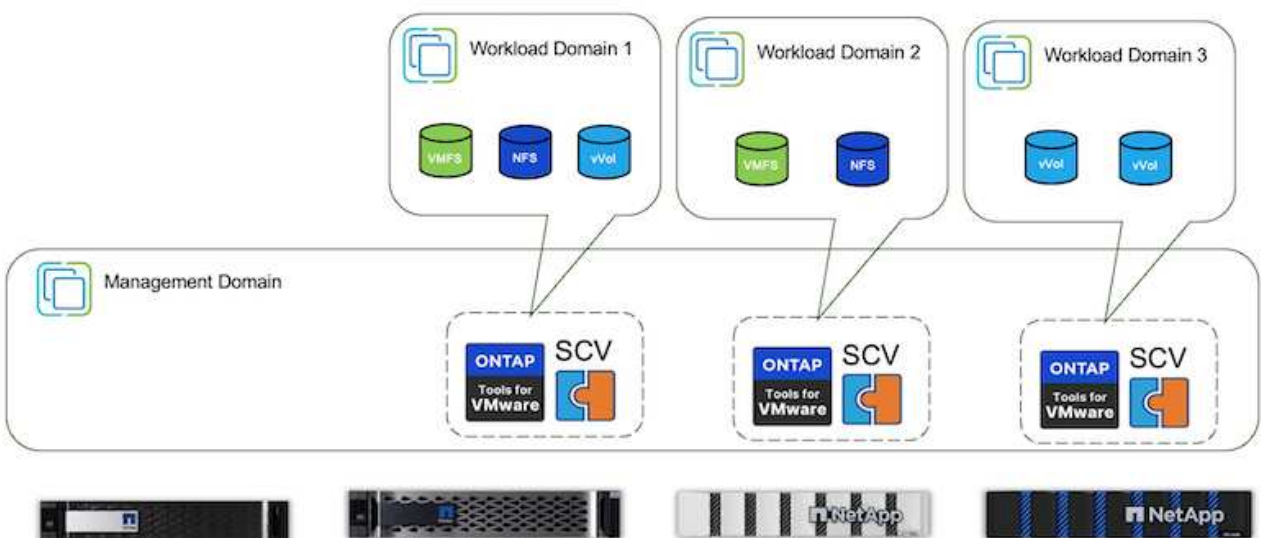 Workload Domain 1
Workload Domain 2
Workload Domain 3
VMFS
NFS
vVol
VMFS
NFS
vVol
vVol
Management Domain
ONTAP
Tools for
VMware
SCV
ONTAP
Tools for
VMware
SCV
ONTAP
Tools for
VMware
SCV
NetApp
NetApp